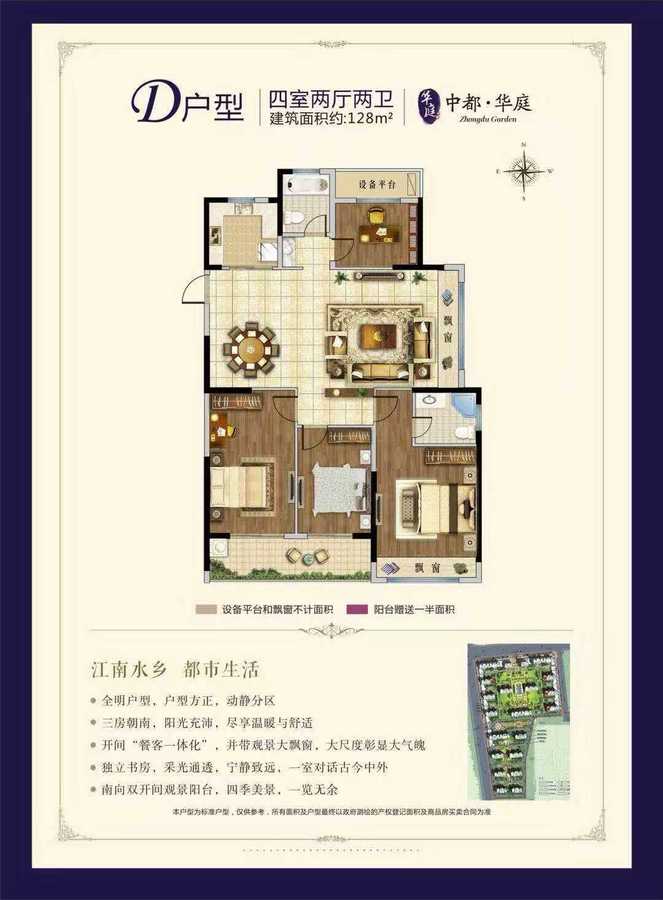 D户型
四室两厅两卫
建筑面积约:128m²
华庭
中都·华庭
Zhongdu Garden
N
E
W
S
设备平台
飘窗
飘窗
设备平台和飘窗不计面积
阳台赠送一半面积
江南水乡 都市生活
全明户型，户型方正，动静分区
三房朝南，阳光充沛，尽享温暖与舒适
开间“餐客一体化”，并带观景大飘窗，大尺度彰显大气魄
独立书房，采光通透，宁静致远，一室对话古今中外
南向双开间观景阳台，四季美景，一览无余
本户型为标准户型，仅供参考，所有面积及户型最终以政府测绘的产权登记面积及商品房买卖合同为准